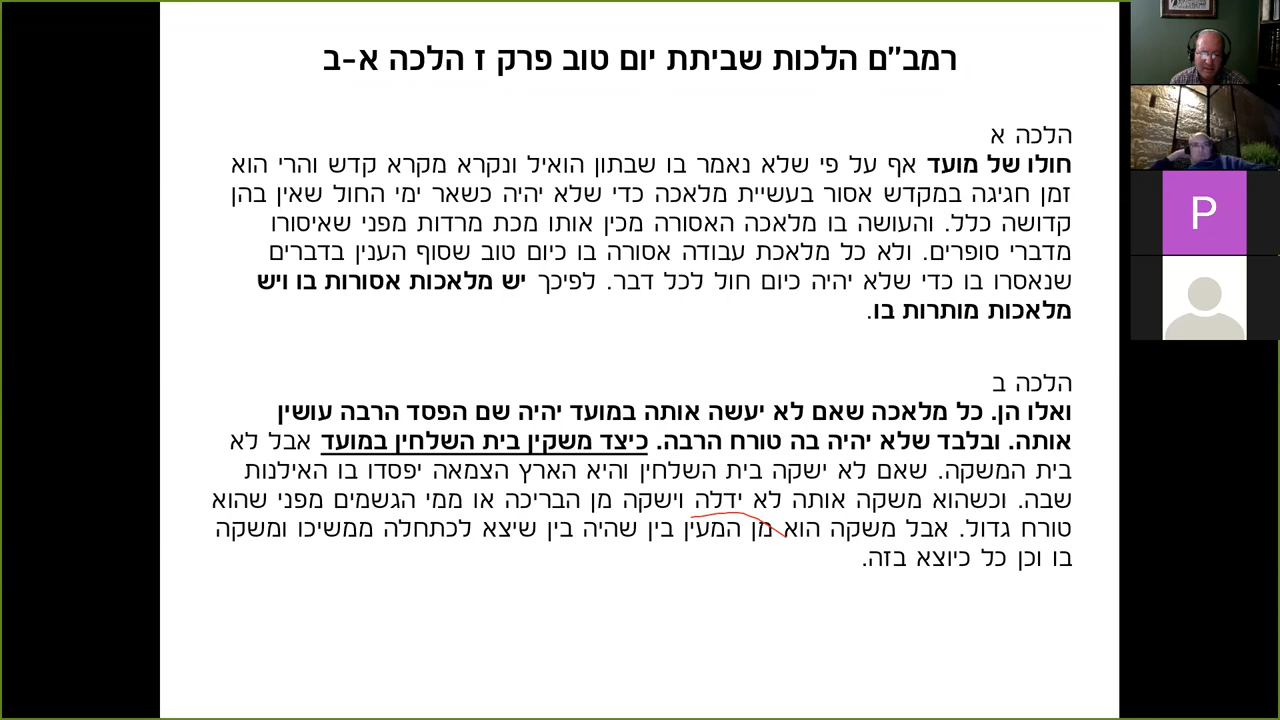 רמב"ם הלכות שביתת יום טוב פרק ז הלכה א-ב
הלכה א
חולו של מועד אף על פי שלא נאמר בו שבתון הואיל ונקרא מקרא קדש והרי הוא
זמן חגיגה במקדש אסור בעשיית מלאכה כדי שלא יהיה כשאר ימי החול שאין בהן
קדושה כלל. והעושה בו מלאכה האסורה מכין אותו מכת מרדות מפני שאיסורו
מדברי סופרים. ולא כל מלאכת עבודה אסורה בו כיום טוב שסוף הענין בדברים
שנאסרו בו כדי שלא יהיה כיום חול לכל דבר. לפיכך יש מלאכות אסורות בו ויש
מלאכות מותרות בו.
הלכה ב
ואלו הן. כל מלאכה שאם לא יעשה אותה במועד יהיה שם הפסד הרבה עושין
אותה. ובלבד שלא יהיה בה טורח הרבה. כיצד משקין בית השלחין במועד אבל לא
בית המשקה. שאם לא ישקה בית השלחין והיא הארץ הצמאה יפסדו בו האילנות
שבה. וכשהוא משקה אותה לא ידלה וישקה מן הבריכה או ממי הגשמים מפני שהוא
טורח גדול. אבל משקה הוא מן המעין בין שהיה בין שיצא לכתחלה ממשיכו ומשקה
בו וכן כל כיוצא בזה.
P